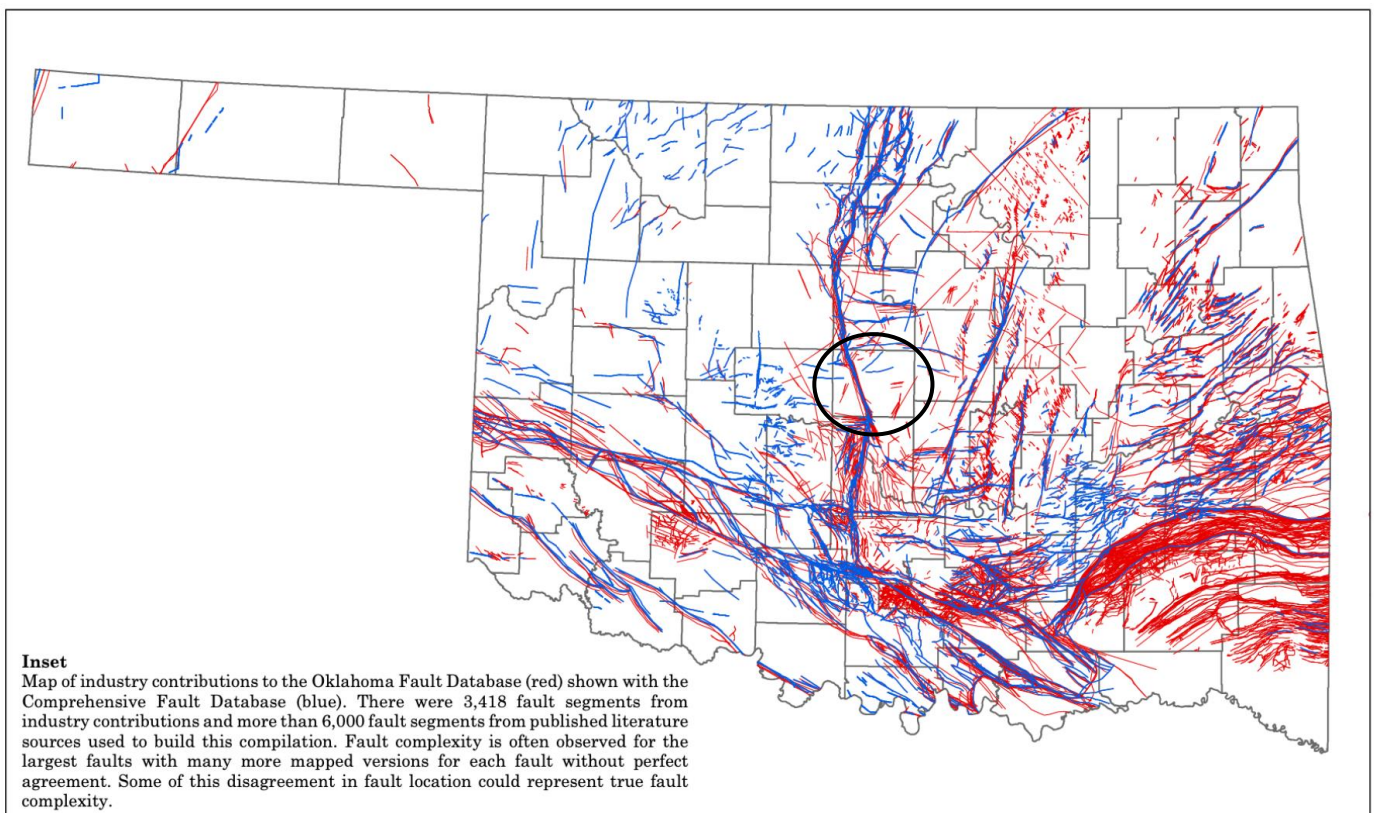 Inset
Map of industry contributions to the Oklahoma Fault Database (red) shown with the
Comprehensive Fault Database (blue). There were 3,418 fault segments from
industry contributions and more than 6,000 fault segments from published literature
sources used to build this compilation. Fault complexity is often observed for the
largest faults with many more mapped versions for each fault without perfect
agreement. Some of this disagreement in fault location could represent true fault
complexity.